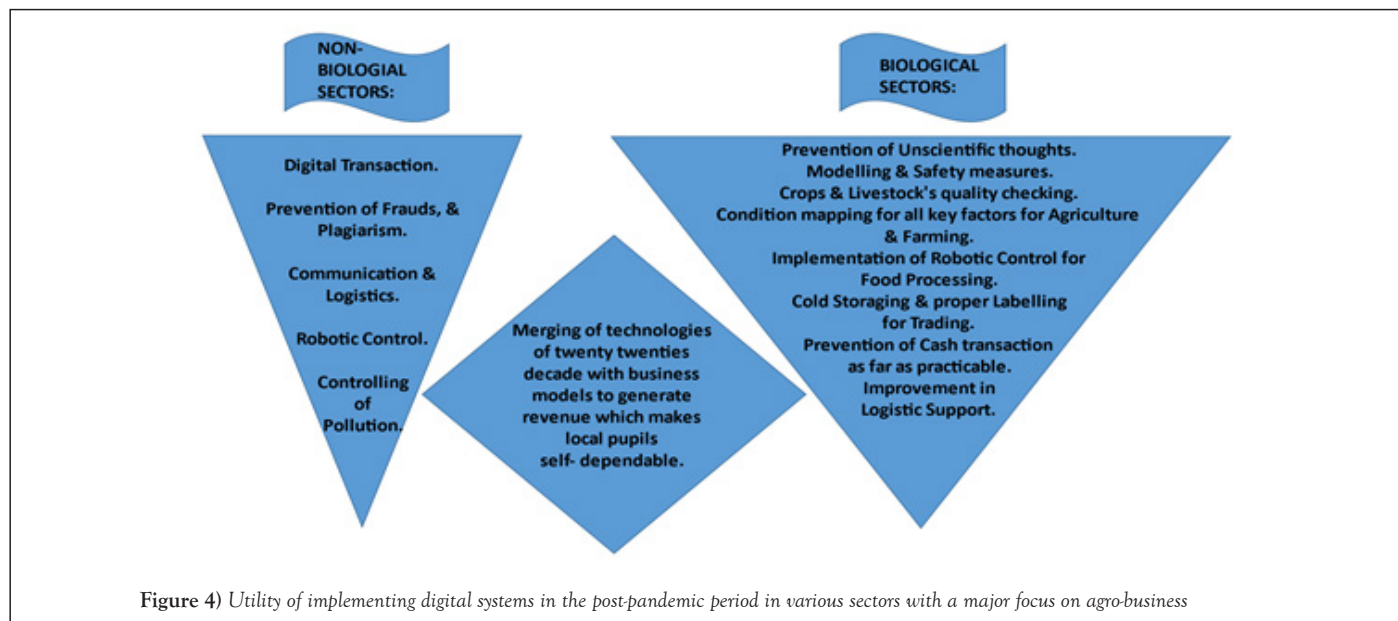 NON-
BIOLOGIAL
SECTORS:
Digital Transaction.
Prevention of Frauds, &
Plagiarism.
Communication &
Logistics.
Robotic Control.
Controlling
of
Pollution.
Merging of technologies
of twenty twenties
decade with business
models to generate
revenue which makes
local pupils
self- dependable.
BIOLOGICAL
SECTORS:
Prevention of Unscientific thoughts.
Modelling & Safety measures.
Crops & Livestock's quality checking.
Condition mapping for all key factors for Agriculture
& Farming.
Implementation of Robotic Control for
Food Processing.
Cold Storaging & proper Labelling
for Trading.
Prevention of Cash transaction
as far as practicable.
Improvement in
Logistic Support.
Figure 4) Utility of implementing digital systems in the post-pandemic period in various sectors with a major focus on agro-business